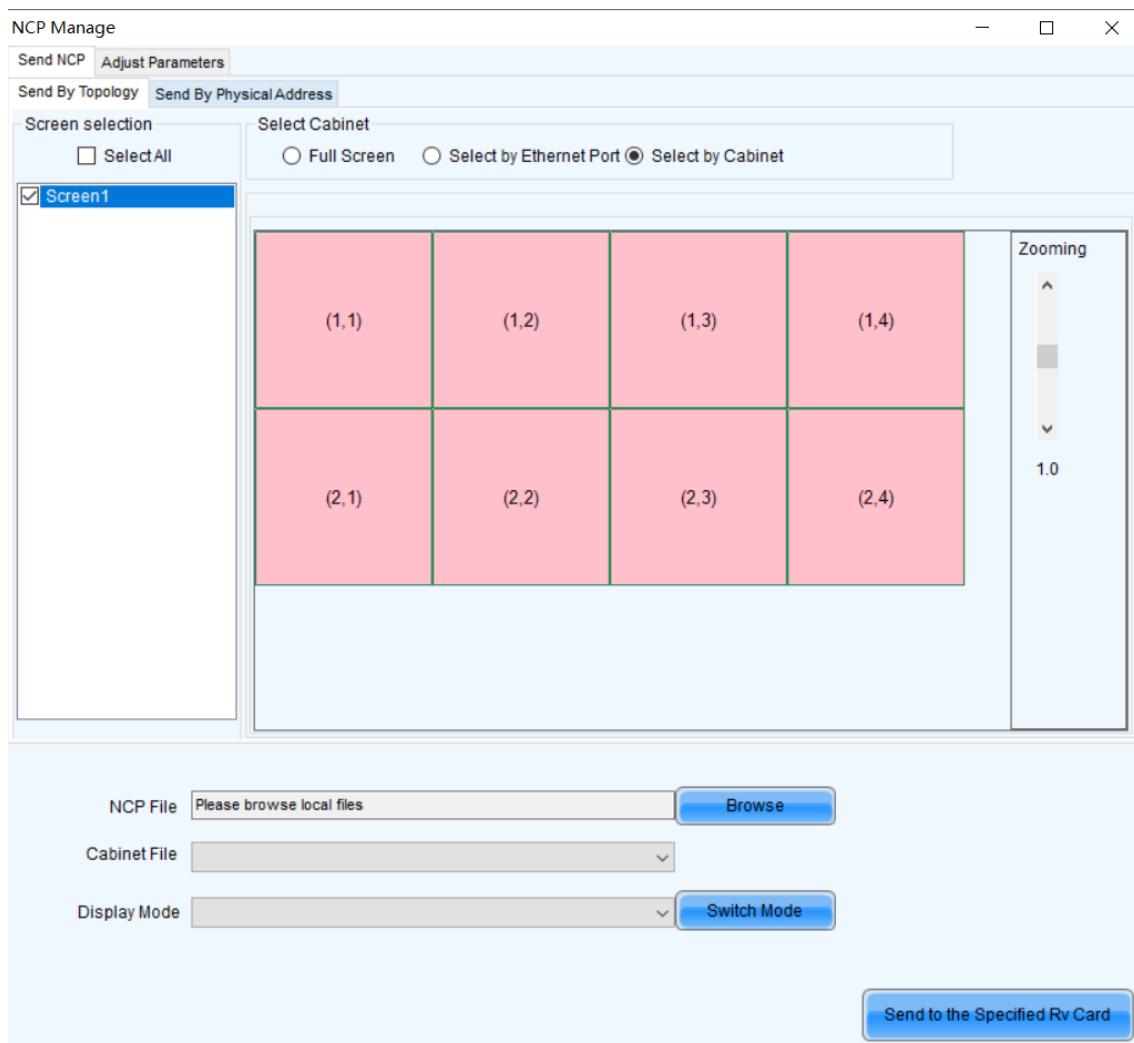 NCP Manage
Send NCP Adjust Parameters
Send By Topology Send By Physical Address
Screen selection Select Cabinet
Select All Full Screen Select by Ethernet Port Select by Cabinet
Screen1
Zooming
(1,1) (1,2) (1,3) (1,4)
1.0
(2,1) (2,2) (2,3) (2,4)
NCP File Please browse local files Browse
Cabinet File
Display Mode Switch Mode
Send to the Specified Rv Card